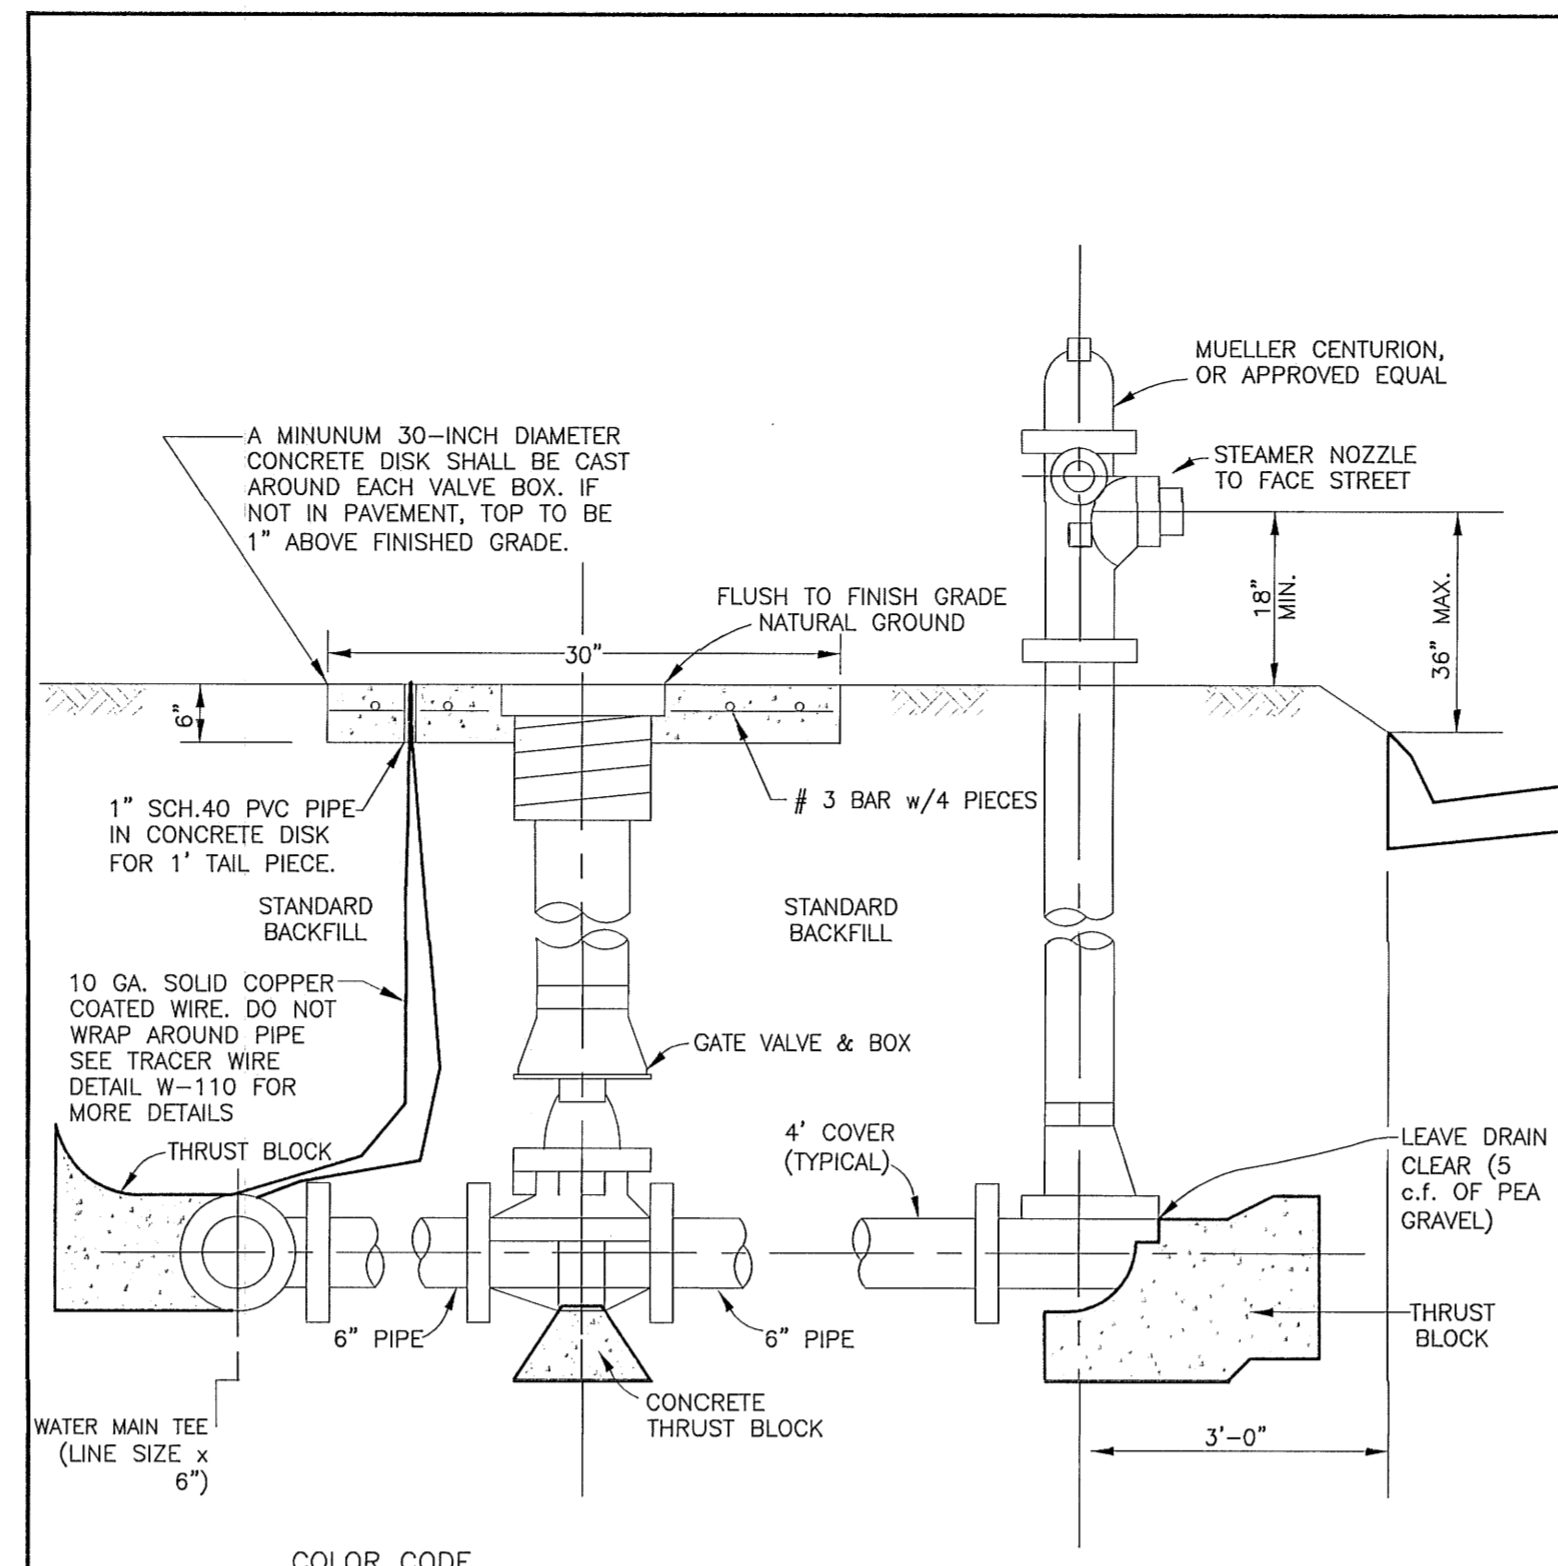 MUELLER CENTURION,
OR APPROVED EQUAL
A MINUNUM 30-INCH DIAMETER
CONCRETE DISK SHALL BE CAST
AROUND EACH VALVE BOX. IF
NOT IN PAVEMENT, TOP TO BE
1" ABOVE FINISHED GRADE.
STEAMER NOZZLE
TO FACE STREET
18"
MIN.
36" MAX.
FLUSH TO FINISH GRADE
NATURAL GROUND
30"
6"
1" SCH.40 PVC PIPE
IN CONCRETE DISK
FOR 1' TAIL PIECE.
# 3 BAR w/4 PIECES
STANDARD
BACKFILL
STANDARD
BACKFILL
10 GA. SOLID COPPER
COATED WIRE. DO NOT
WRAP AROUND PIPE
SEE TRACER WIRE
DETAIL W-110 FOR
MORE DETAILS
GATE VALVE & BOX
THRUST BLOCK
4' COVER
(TYPICAL)
LEAVE DRAIN
CLEAR (5
c.f. OF PEA
GRAVEL)
6" PIPE
6" PIPE
THRUST
BLOCK
CONCRETE
THRUST BLOCK
WATER MAIN TEE
(LINE SIZE x
6")
3'-0"
COLOR CODE